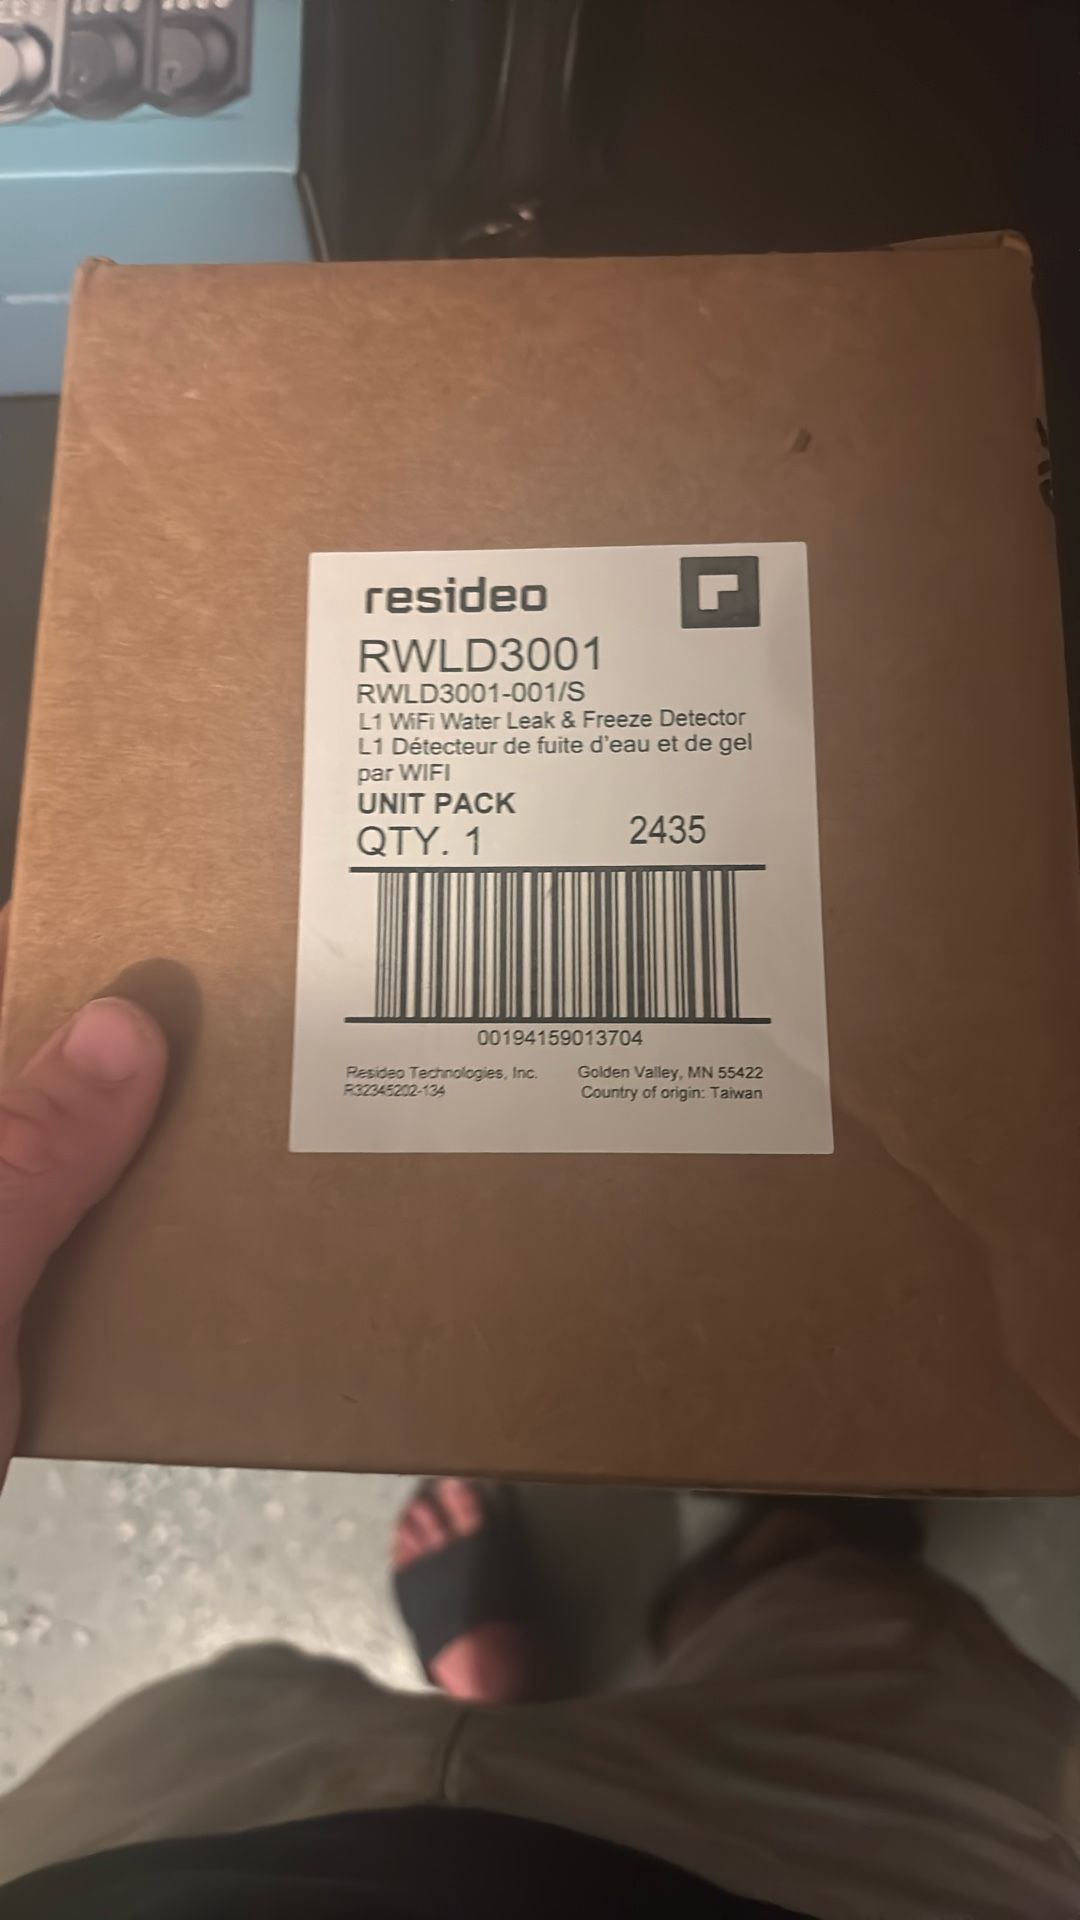 resideo
RWLD3001
RWLD3001-001/S
L1 WiFi Water Leak & Freeze Detector
L1 Détecteur de fuite d'eau et de gel
par WIFI
UNIT PACK
QTY. 1 2435
00194159013704
Resideo Technologies, Inc. Golden Valley, MN 55422
R32345202-134 Country of origin: Taiwan